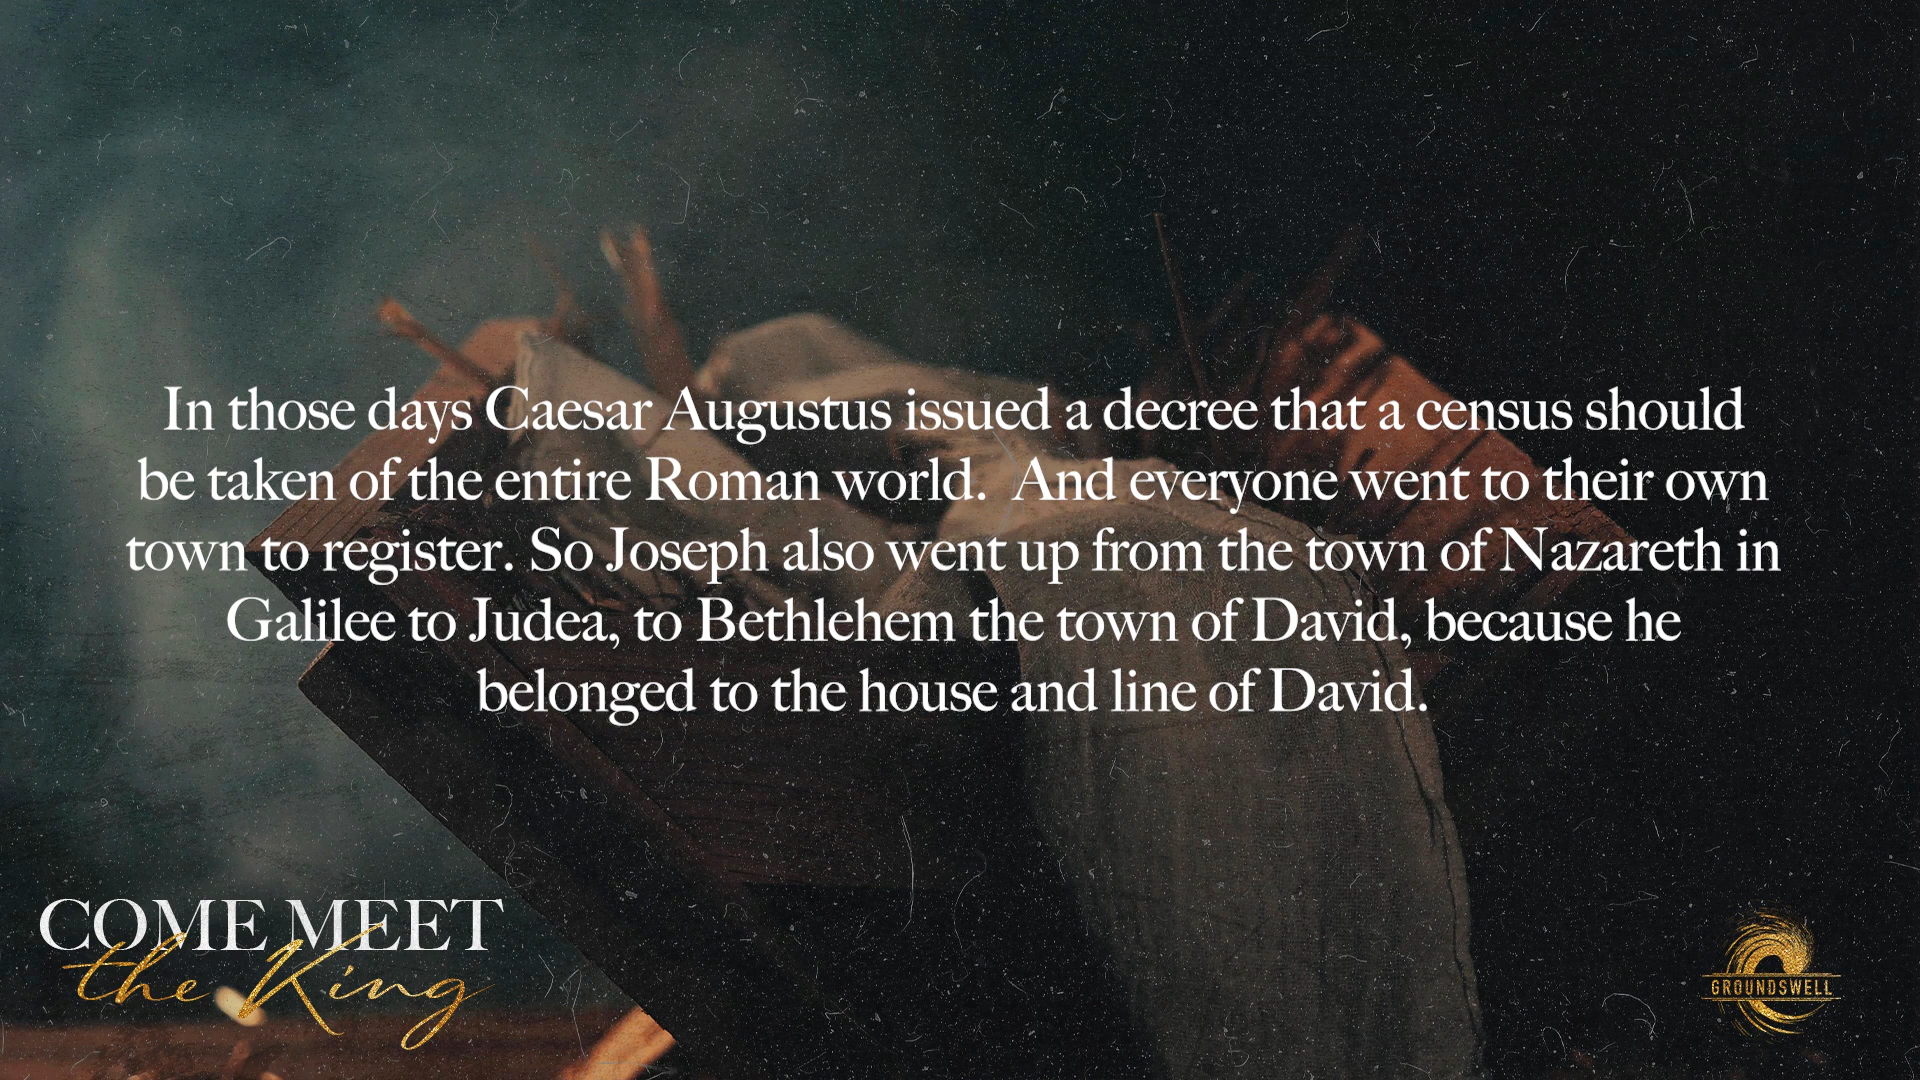 In those days Caesar Augustus issued a decree that a census should
be taken of the entire Roman world.  And everyone went to their own
town to register. So Joseph also went up from the town of Nazareth in
Galilee to Judea, to Bethlehem the town of David, because he
belonged to the house and line of David.
COME MEET
the King
GROUNDSWELL